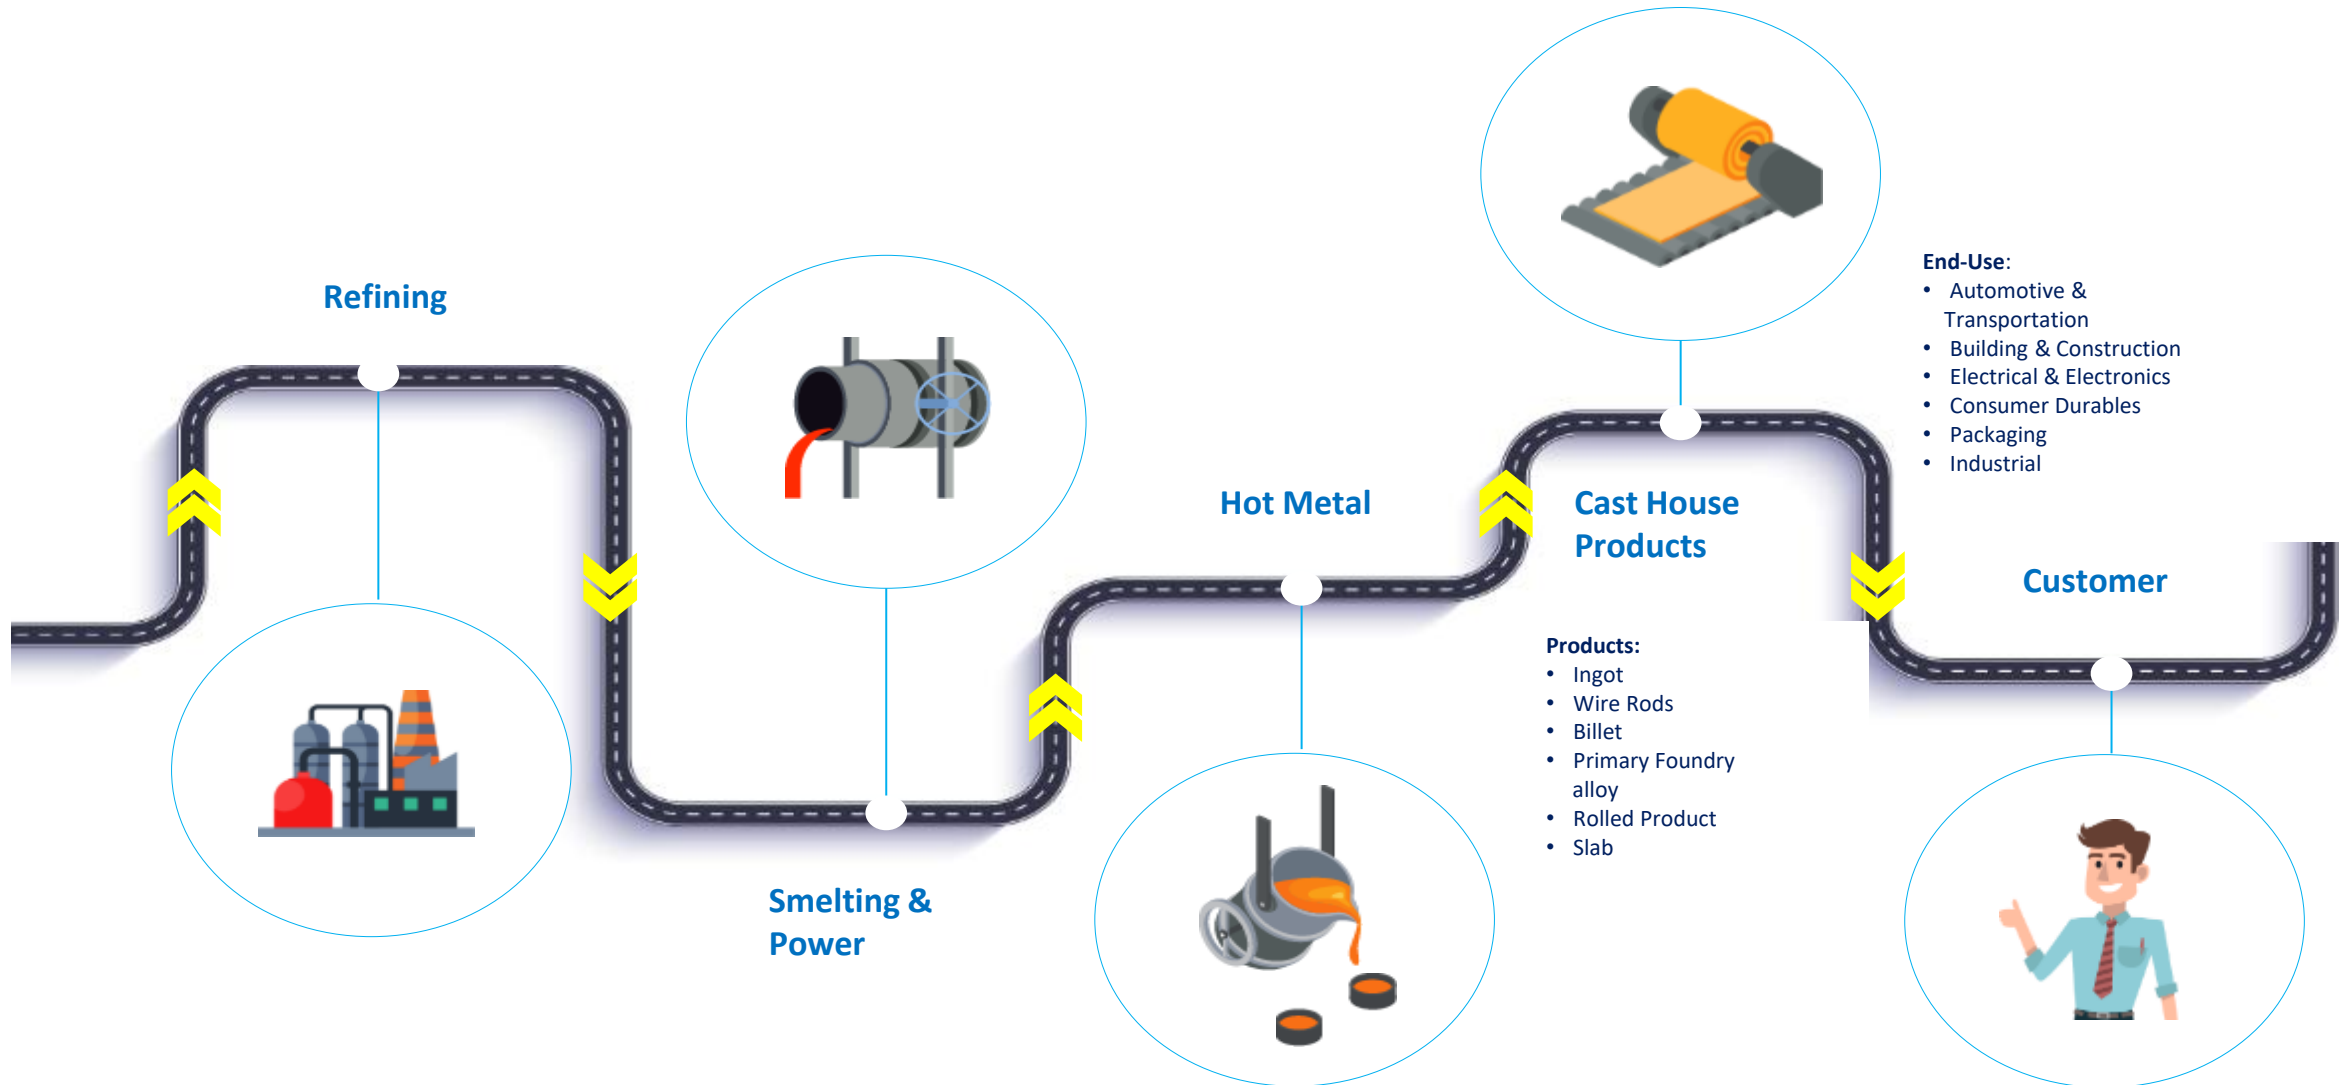 Refining
Smelting &
Power
Hot Metal
Cast House
Products
Products:
• Ingot
• Wire Rods
• Billet
• Primary Foundry
alloy
• Rolled Product
• Slab
End-Use:
• Automotive &
Transportation
• Building & Construction
• Electrical & Electronics
• Consumer Durables
• Packaging
• Industrial
Customer